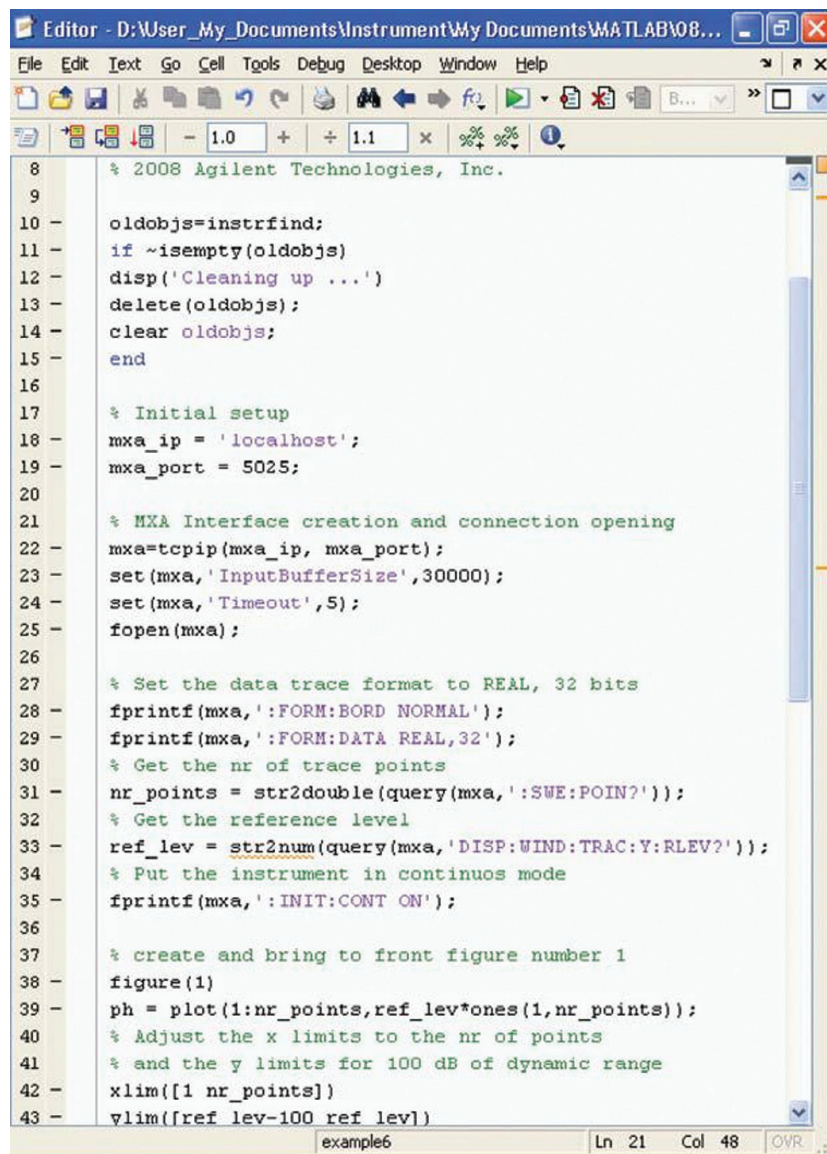 Editor - D:\User_My_Documents\Instrument\My Documents\MATLAB\08...
File Edit Text Go Cell Tools Debug Desktop Window Help
B...
- 1.0 + ÷ 1.1 ×
8 % 2008 Agilent Technologies, Inc.
9
10 - oldobjs=instrfind;
11 - if ~isempty(oldobjs)
12 - disp('Cleaning up ...')
13 - delete(oldobjs);
14 - clear oldobjs;
15 - end
16
17 % Initial setup
18 - mxa_ip = 'localhost';
19 - mxa_port = 5025;
20
21 % MXA Interface creation and connection opening
22 - mxa=tcpip(mxa_ip, mxa_port);
23 - set(mxa,'InputBufferSize',30000);
24 - set(mxa,'Timeout',5);
25 - fopen(mxa);
26
27 % Set the data trace format to REAL, 32 bits
28 - fprintf(mxa,':FORM:BORD NORMAL');
29 - fprintf(mxa,':FORM:DATA REAL,32');
30 % Get the nr of trace points
31 - nr_points = str2double(query(mxa,':SWE:POIN?'));
32 % Get the reference level
33 - ref_lev = str2num(query(mxa,'DISP:WIND:TRAC:Y:RLEV?'));
34 % Put the instrument in continuos mode
35 - fprintf(mxa,':INIT:CONT ON');
36
37 % create and bring to front figure number 1
38 - figure(1)
39 - ph = plot(1:nr_points,ref_lev*ones(1,nr_points));
40 % Adjust the x limits to the nr of points
41 % and the y limits for 100 dB of dynamic range
42 - xlim([1 nr_points])
43 - ylim([ref_lev-100 ref_lev])
example6 Ln 21 Col 48 OVR